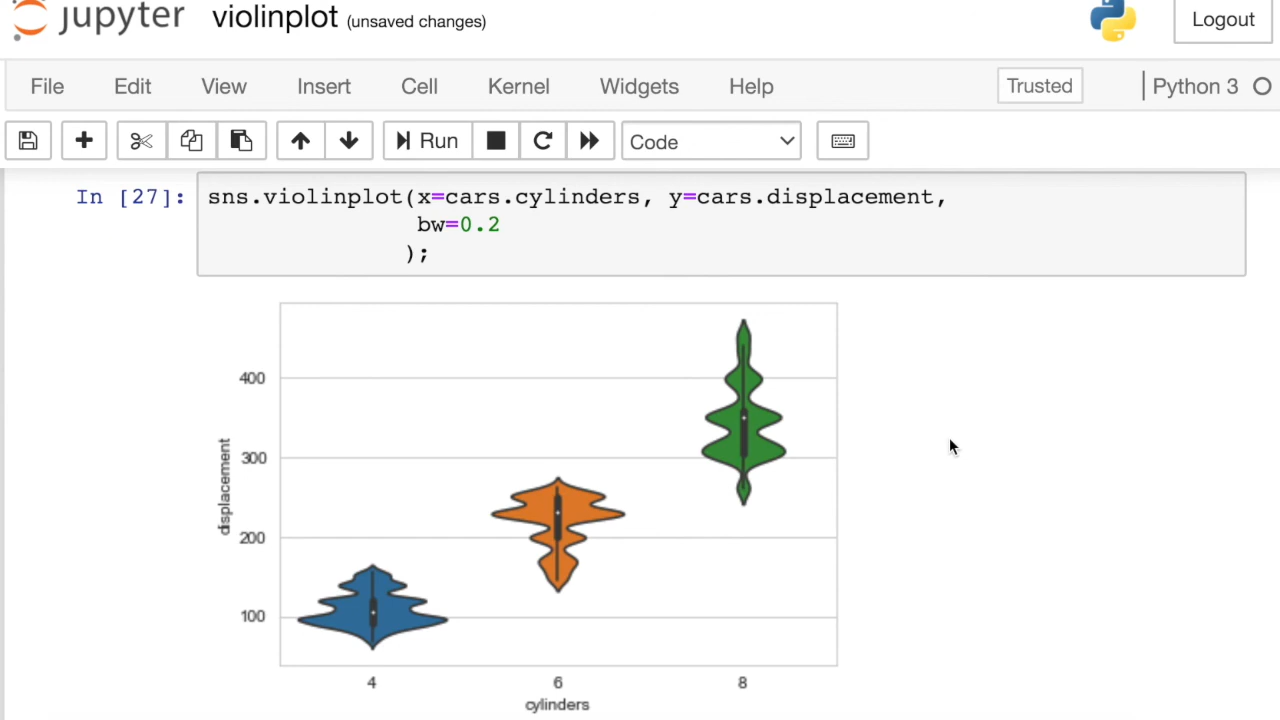 jupyter violinplot (unsaved changes) Logout
File Edit View Insert Cell Kernel Widgets Help Trusted Python 3
Run Code
In [27]: sns.violinplot(x=cars.cylinders, y=cars.displacement,
bw=0.2
);
400
300
200
100
displacement
4 6 8
cylinders